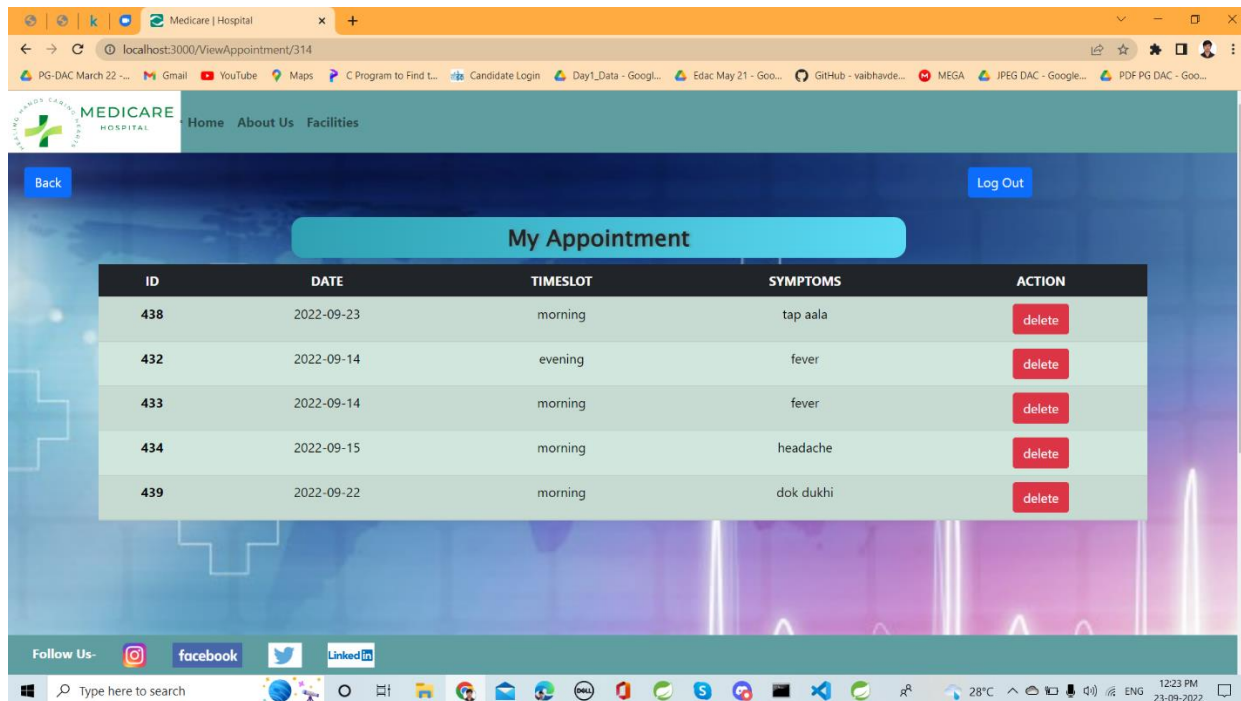 Medicare | Hospital
localhost:3000/ViewAppointment/314
PG-DAC March 22 -... Gmail YouTube Maps C Program to Find t... Candidate Login Day1_Data - Googl... Edac May 21 - Goo... GitHub - vaibhavde... MEGA JPEG DAC - Google... PDF PG DAC - Goo...
HEALING HANDS CARING HEARTS
MEDICARE
HOSPITAL
Home About Us Facilities
Back Log Out
My Appointment
ID DATE TIMESLOT SYMPTOMS ACTION
438 2022-09-23 morning tap aala delete
432 2022-09-14 evening fever delete
433 2022-09-14 morning fever delete
434 2022-09-15 morning headache delete
439 2022-09-22 morning dok dukhi delete
Follow Us- facebook Linked in
Type here to search DELL 28°C ENG 12:23 PM
23-09-2022